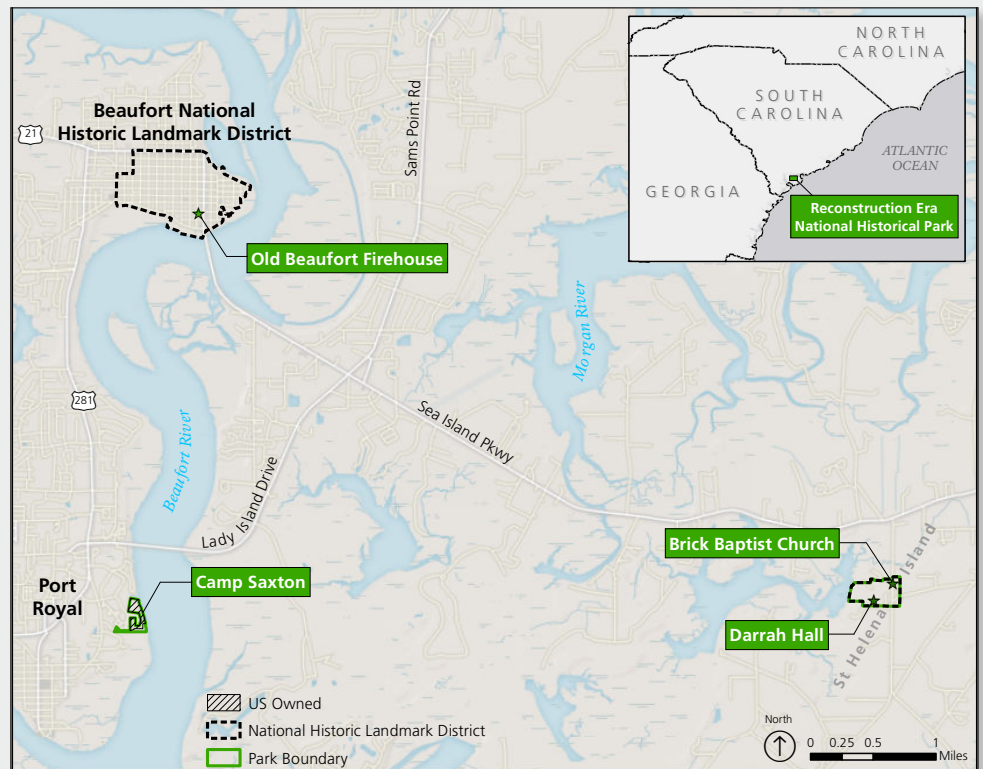 Beaufort National
Historic Landmark District
21
Sams Point Rd
Old Beaufort Firehouse
NORTH
CAROLINA
SOUTH
CAROLINA
ATLANTIC
OCEAN
GEORGIA
Reconstruction Era
National Historical Park
Morgan River
281
Beaufort River
Sea Island Pkwy
Lady Island Drive
Brick Baptist Church
Port
Royal
Camp Saxton
Darrah Hall
St Helena Island
US Owned
National Historic Landmark District
Park Boundary
North
0 0.25 0.5 1
Miles